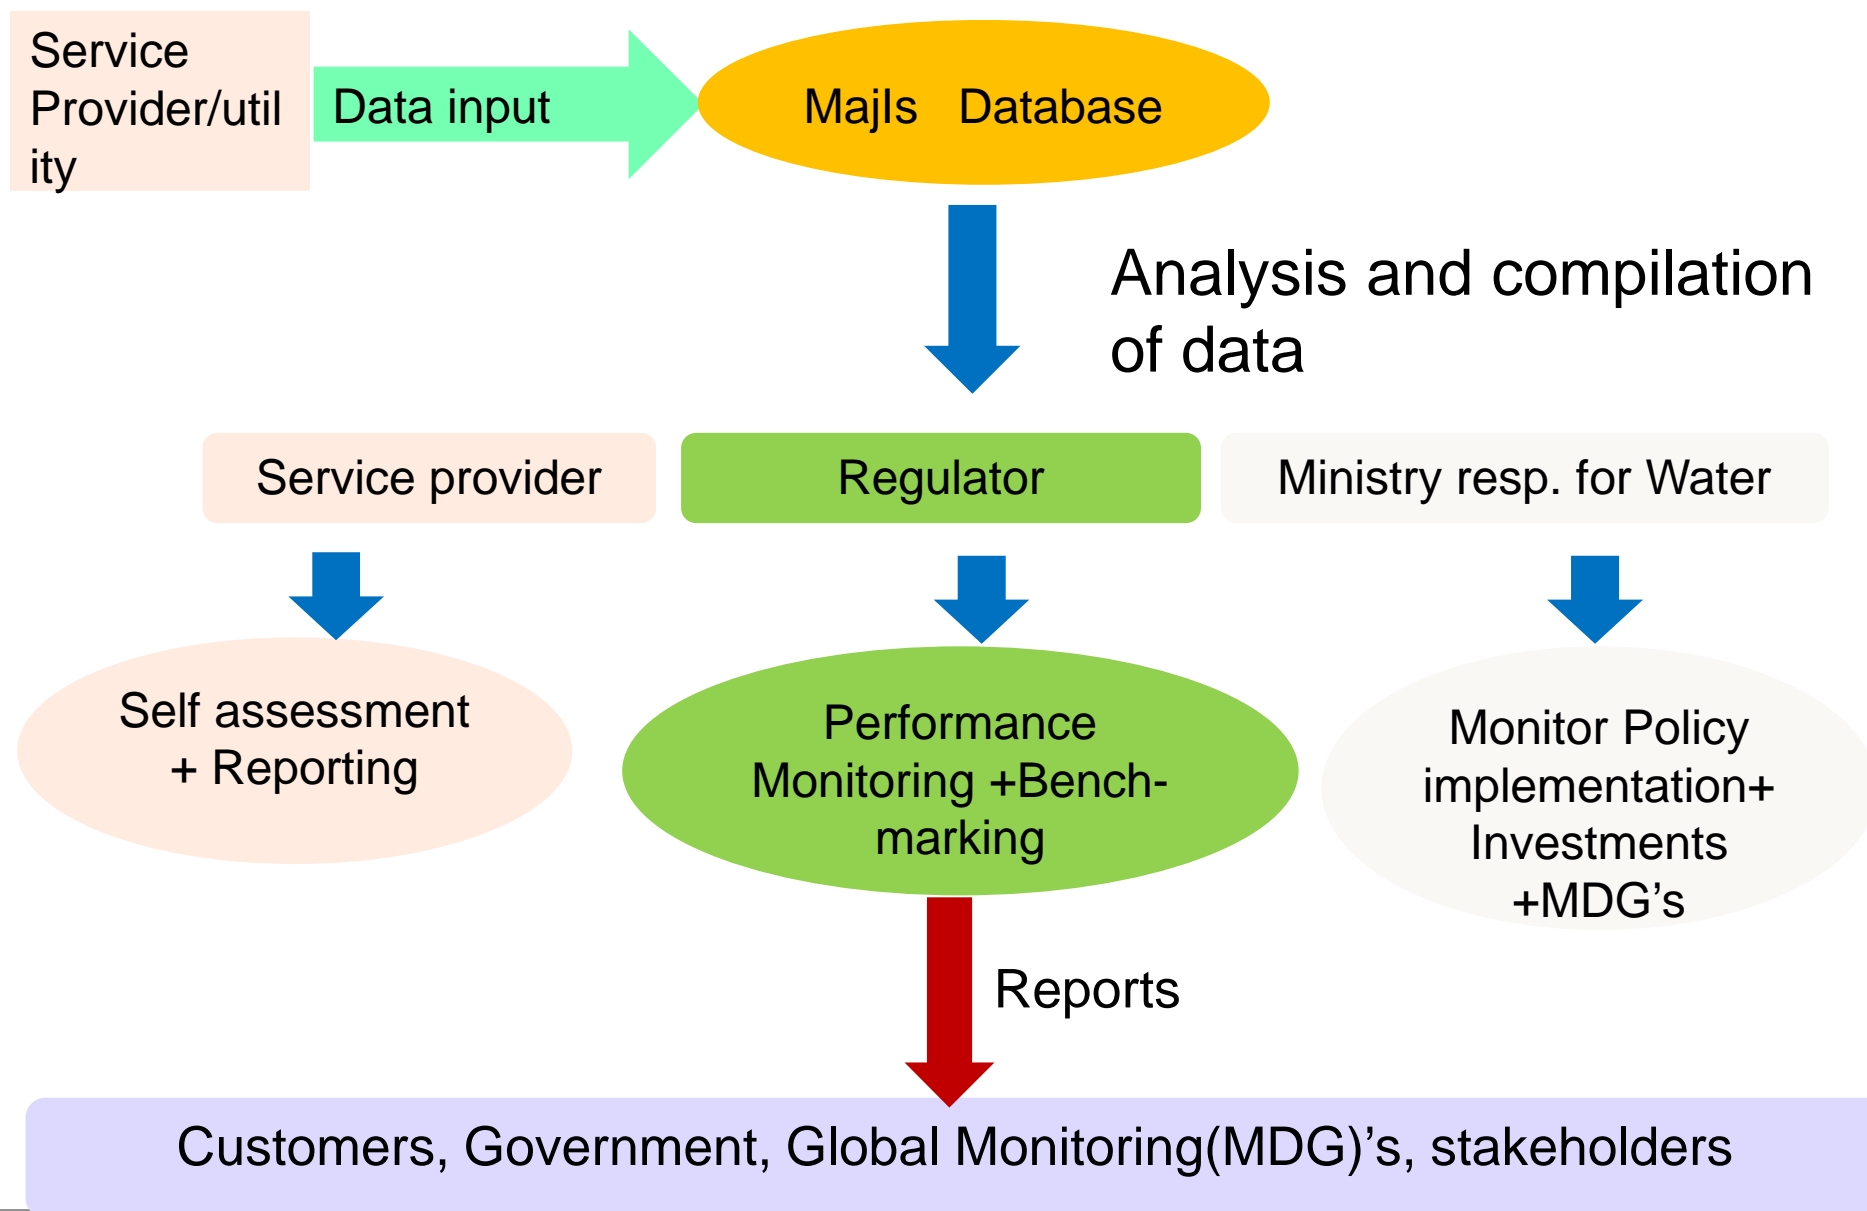 Service
Provider/util
ity
Data input
MajIs Database
Analysis and compilation
of data
Service provider
Regulator
Ministry resp. for Water
Self assessment
+ Reporting
Performance
Monitoring +Bench-
marking
Monitor Policy
implementation+
Investments
+MDG’s
Reports
Customers, Government, Global Monitoring(MDG)’s, stakeholders